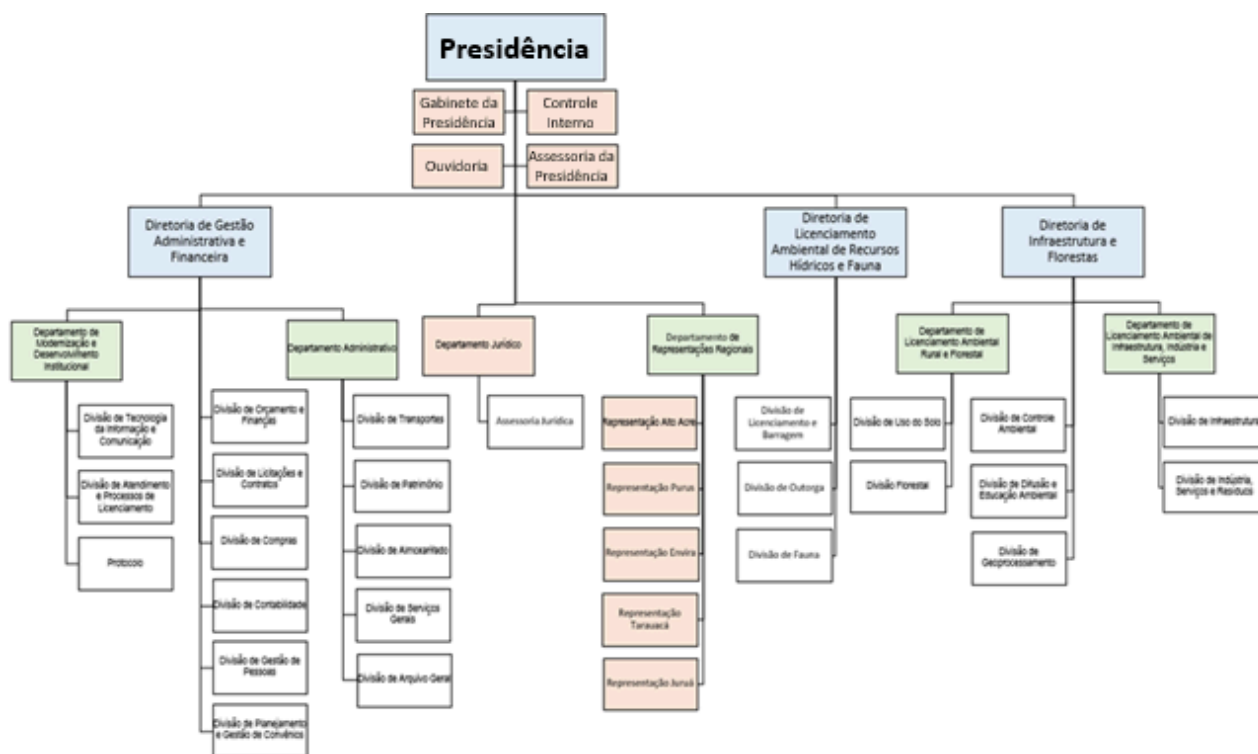 Presidência
Gabinete da
Presidência
Controle
Interno
Ouvidoria
Assessoria da
Presidência
Diretoria de Gestão
Administrativa e
Financeira
Diretoria de
Licenciamento
Ambiental de Recursos
Hídricos e Fauna
Diretoria de
Infraestrutura e
Florestas
Departamento de
Modernização e
Desenvolvimento
Institucional
Departamento Administrativo
Departamento Jurídico
Departamento de
Representações Regionais
Departamento de
Licenciamento Ambiental
Rural e Florestal
Departamento de
Licenciamento Ambiental de
Infraestrutura, Indústria e
Serviços
Divisão de Tecnologia
da Informação e
Comunicação
Divisão de Atendimento
e Processos de
Licenciamento
Protocolo
Divisão de Orçamento e
Finanças
Divisão de Licitações e
Contratos
Divisão de Compras
Divisão de Contabilidade
Divisão de Gestão de
Pessoas
Divisão de Planejamento
e Gestão de Convênios
Divisão de Transportes
Divisão de Patrimônio
Divisão de Almoxarifado
Divisão de Serviços
Gerais
Divisão de Arquivo Geral
Assessoria Jurídica
Representação Alto Acre
Representação Purus
Representação Envira
Representação
Tarauacá
Representação Juruá
Divisão de
Licenciamento e
Barragem
Divisão de Outorga
Divisão de Fauna
Divisão de Uso do Solo
Divisão Florestal
Divisão de Controle
Ambiental
Divisão de Difusão e
Educação Ambiental
Divisão de
Geoprocessamento
Divisão de Infraestrutura
Divisão de Indústria,
Serviços e Resíduos